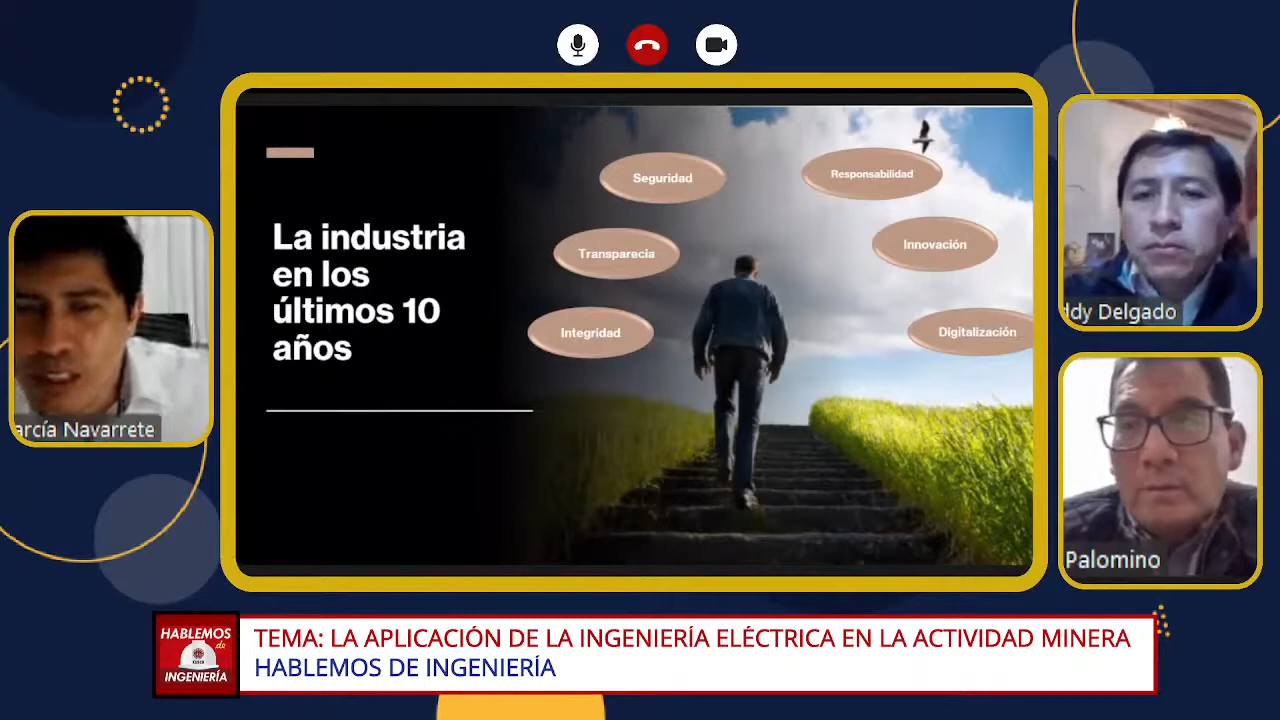 La industria
en los
últimos 10
años
Seguridad
Responsabilidad
Transparecia
Innovación
Integridad
Digitalización
arcía Navarrete
ddy Delgado
Palomino
HABLEMOS
de
INGENIERÍA
TEMA: LA APLICACIÓN DE LA INGENIERÍA ELÉCTRICA EN LA ACTIVIDAD MINERA
HABLEMOS DE INGENIERÍA